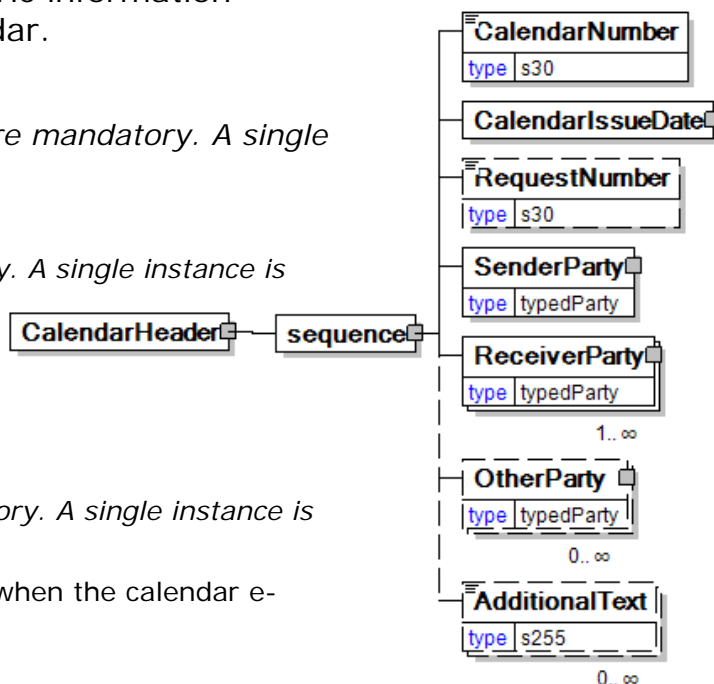 dar.
re mandatory. A single
y. A single instance is
ory. A single instance is
when the calendar e-
CalendarHeader
sequence
CalendarNumber
type s30
CalendarIssueDate
RequestNumber
type s30
SenderParty
type typedParty
ReceiverParty
type typedParty
1..∞
OtherParty
type typedParty
0..∞
AdditionalText
type s255
0..∞